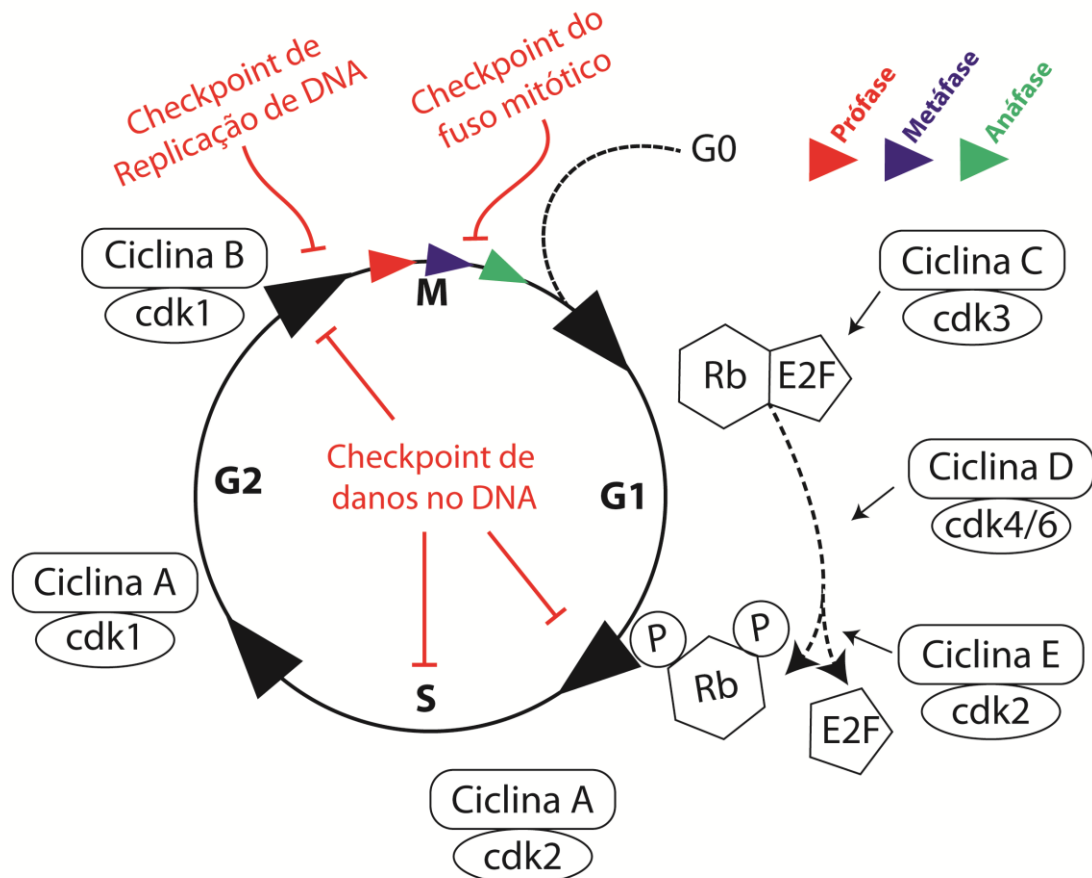 Checkpoint de
Replicação de DNA
Checkpoint do
fuso mitótico
G0
Prófase
Metáfase
Anáfase
Ciclina B
cdk1
M
Ciclina C
cdk3
Rb
E2F
Checkpoint de
danos no DNA
G2
G1
Ciclina D
cdk4/6
Ciclina A
cdk1
S
P
P
Rb
E2F
Ciclina E
cdk2
Ciclina A
cdk2